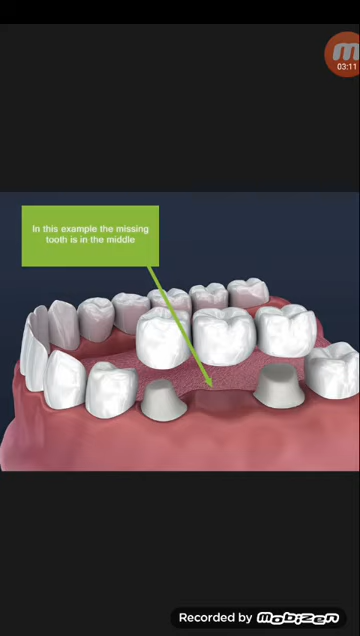 03:11
In this example the missing
tooth is in the middle
Recorded by Mobizen